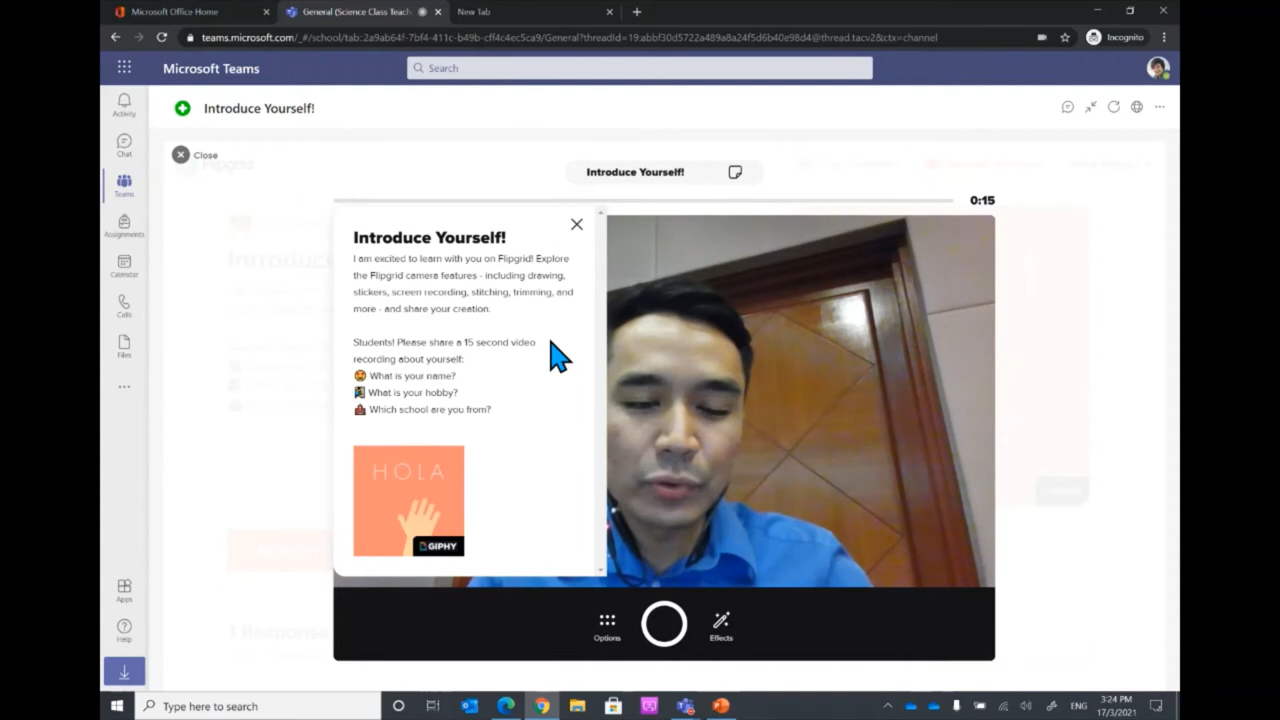 Microsoft Office Home
General (Science Class Teach
New Tab
teams.microsoft.com/_#/school/tab:2a9ab64f-7bf4-411c-b49b-cff4c4ec5ca9/General?threadId=19:abbf30d5722a489a8a24f5d6b40e98d4@thread.tacv2&ctx=channel
Incognito
Microsoft Teams
Search
Activity
Chat
Teams
Assignments
Calendar
Calls
Files
Apps
Help
Introduce Yourself!
Close
Flipgrid
Introduce Yourself!
0:15
Introduce Yourself!
I am excited to learn with you on Flipgrid! Explore
the Flipgrid camera features - including drawing,
stickers, screen recording, stitching, trimming, and
more - and share your creation.
Students! Please share a 15 second video
recording about yourself:
What is your name?
What is your hobby?
Which school are you from?
HOLA
GIPHY
Options
Effects
1 Respons
Type here to search
ENG
3:24 PM
17/3/2021